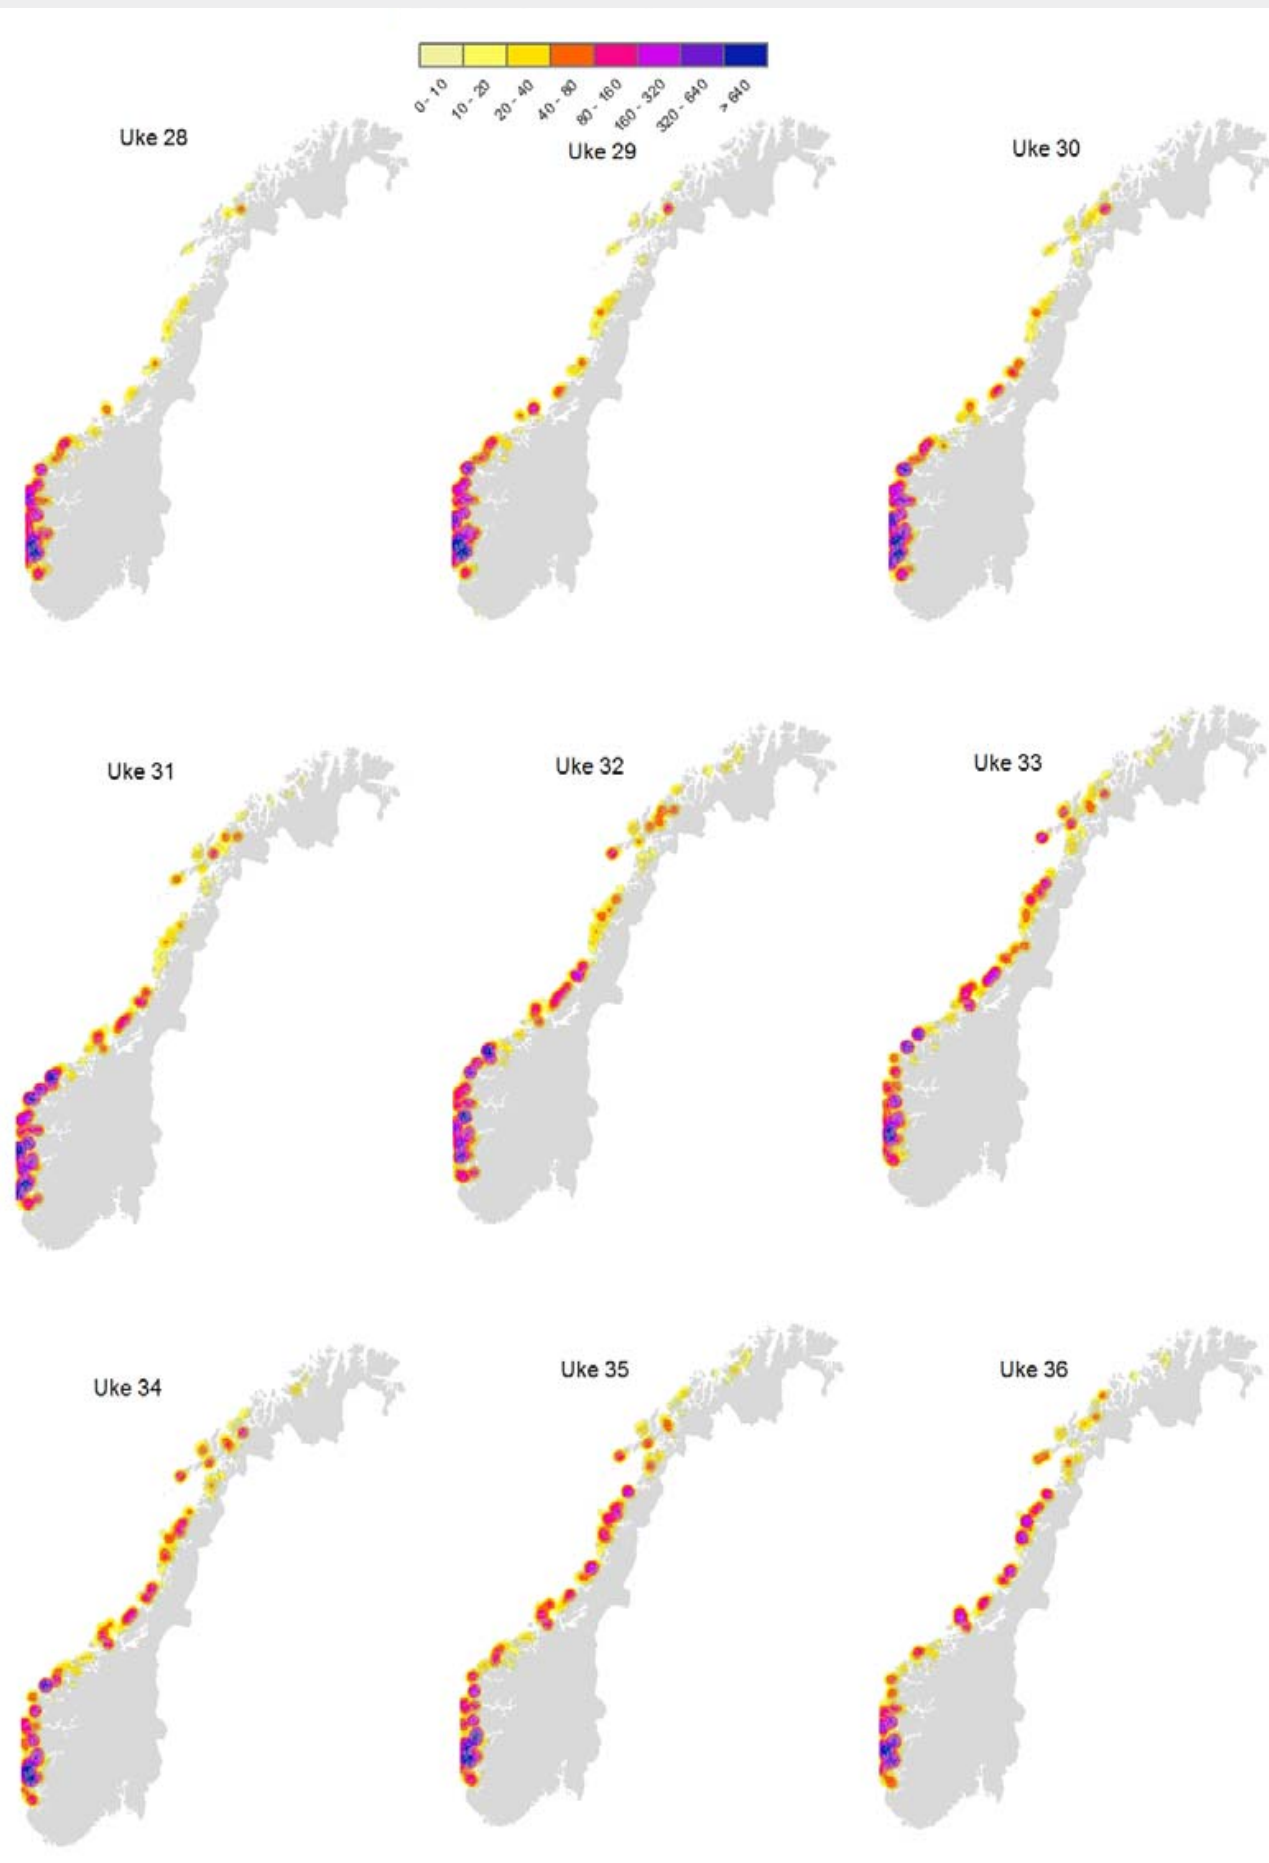 0 - 10
10 - 20
20 - 40
40 - 80
80 - 160
160 - 320
320 - 640
> 640
Uke 28
Uke 29
Uke 30
Uke 31
Uke 32
Uke 33
Uke 34
Uke 35
Uke 36